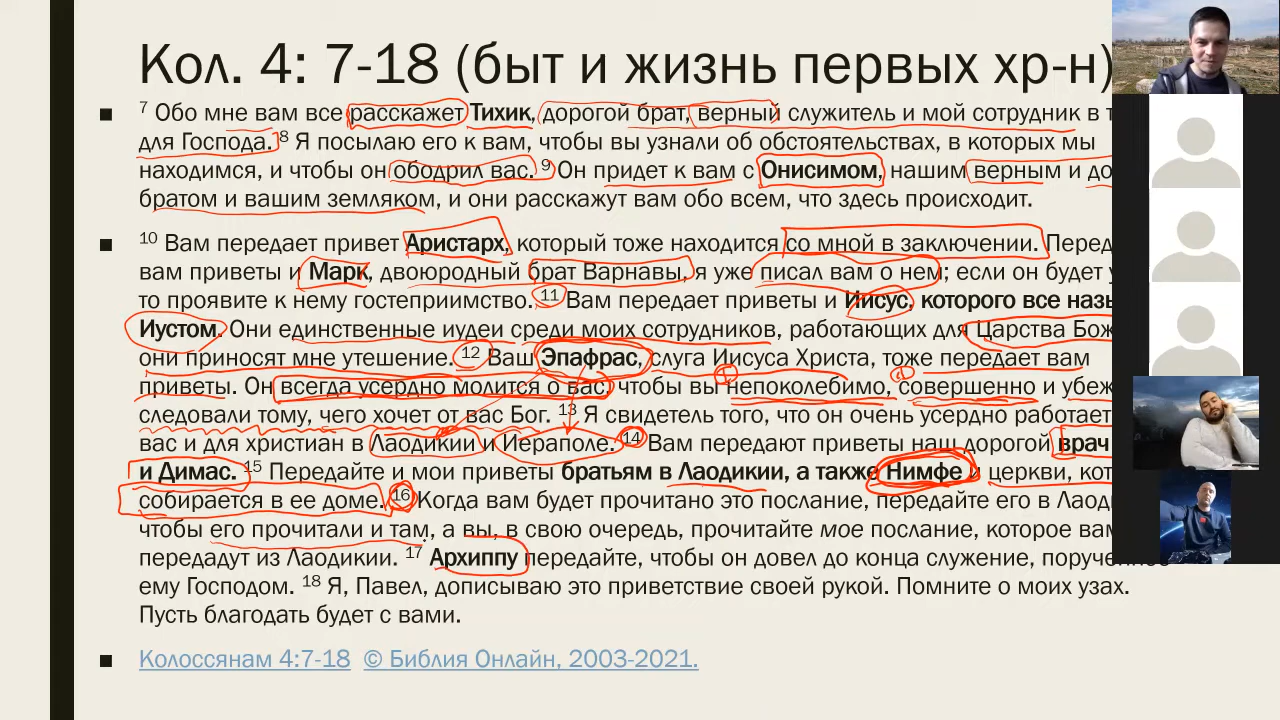 Кол. 4: 7-18 (быт и жизнь первых хр-н)
7 Обо мне вам все расскажет Тихик, дорогой брат, верный служитель и мой сотрудник в т
для Господа. 8 Я посылаю его к вам, чтобы вы узнали об обстоятельствах, в которых мы
находимся, и чтобы он ободрил вас. 9 Он придет к вам с Онисимом, нашим верным и до
братом и вашим земляком, и они расскажут вам обо всем, что здесь происходит.
10 Вам передает привет Аристарх, который тоже находится со мной в заключении. Перед
вам приветы и Марк, двоюродный брат Варнавы, я уже писал вам о нем; если он будет у
то проявите к нему гостеприимство. 11 Вам передает приветы и Иисус, которого все назы
Иустом. Они единственные иудеи среди моих сотрудников, работающих для Царства Бож
они приносят мне утешение. 12 Ваш Эпафрас, слуга Иисуса Христа, тоже передает вам
приветы. Он всегда усердно молится о вас, чтобы вы непоколебимо, совершенно и убеж
следовали тому, чего хочет от вас Бог. 13 Я свидетель того, что он очень усердно работает
вас и для христиан в Лаодикии и Иераполе. 14 Вам передают приветы наш дорогой врач
и Димас. 15 Передайте и мои приветы братьям в Лаодикии, а также Нимфе и церкви, кот
собирается в ее доме. 16 Когда вам будет прочитано это послание, передайте его в Лаоди
чтобы его прочитали и там, а вы, в свою очередь, прочитайте мое послание, которое вам
передадут из Лаодикии. 17 Архиппу передайте, чтобы он довел до конца служение, порученное
ему Господом. 18 Я, Павел, дописываю это приветствие своей рукой. Помните о моих узах.
Пусть благодать будет с вами.
Колоссянам 4:7-18 © Библия Онлайн, 2003-2021.